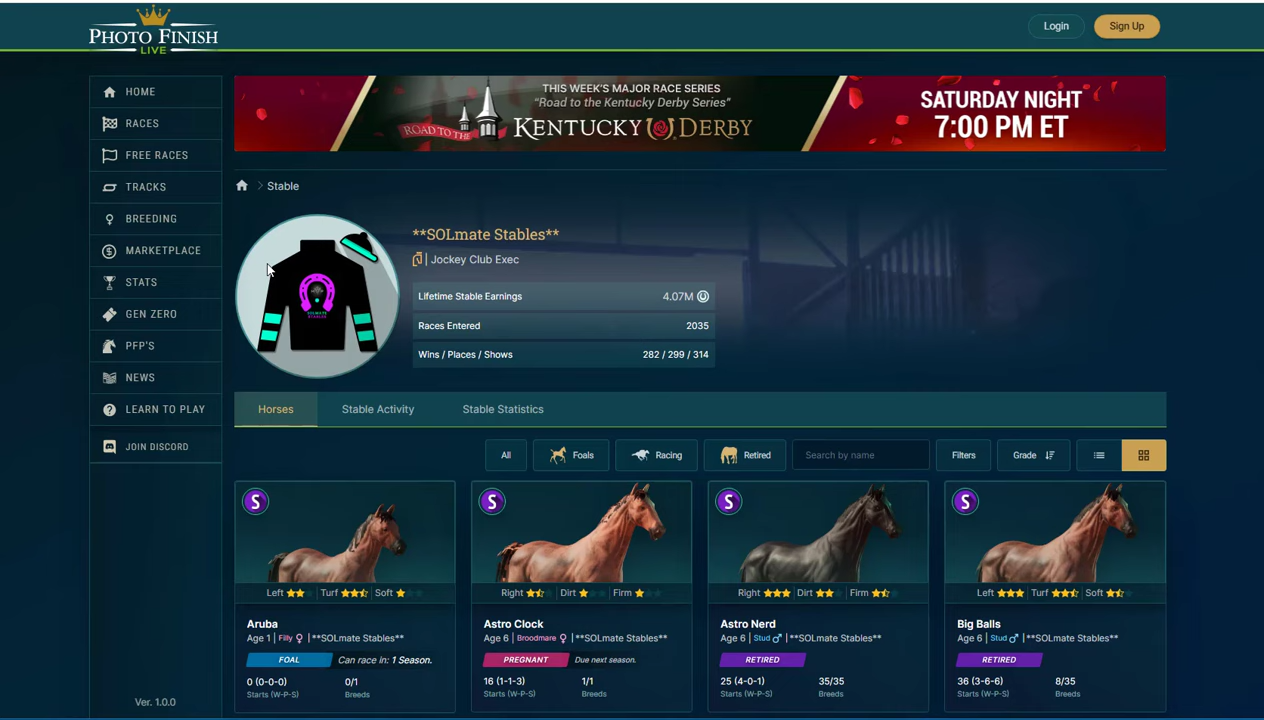 PHOTO FINISH
LIVE
Login
Sign Up
HOME
RACES
FREE RACES
TRACKS
BREEDING
MARKETPLACE
STATS
GEN ZERO
PFP'S
NEWS
LEARN TO PLAY
JOIN DISCORD
Ver. 1.0.0
THIS WEEK'S MAJOR RACE SERIES
"Road to the Kentucky Derby Series"
ROAD TO THE
KENTUCKY DERBY
SATURDAY NIGHT
7:00 PM ET
> Stable
**SOLmate Stables**
| Jockey Club Exec
Lifetime Stable Earnings 4.07M
Races Entered 2035
Wins / Places / Shows 282 / 299 / 314
SOLMATE
STABLES
Horses Stable Activity Stable Statistics
All Foals Racing Retired Search by name Filters Grade
S
Left | Turf | Soft
Aruba
Age 1 | Filly ♀ | **SOLmate Stables**
FOAL Can race in: 1 Season.
0 (0-0-0) 0/1
Starts (W-P-S) Breeds
S
Right | Dirt | Firm
Astro Clock
Age 6 | Broodmare ♀ | **SOLmate Stables**
PREGNANT Due next season.
16 (1-1-3) 1/1
Starts (W-P-S) Breeds
S
Right | Dirt | Firm
Astro Nerd
Age 6 | Stud ♂ | **SOLmate Stables**
RETIRED
25 (4-0-1) 35/35
Starts (W-P-S) Breeds
S
Left | Turf | Soft
Big Balls
Age 6 | Stud ♂ | **SOLmate Stables**
RETIRED
36 (3-6-6) 8/35
Starts (W-P-S) Breeds